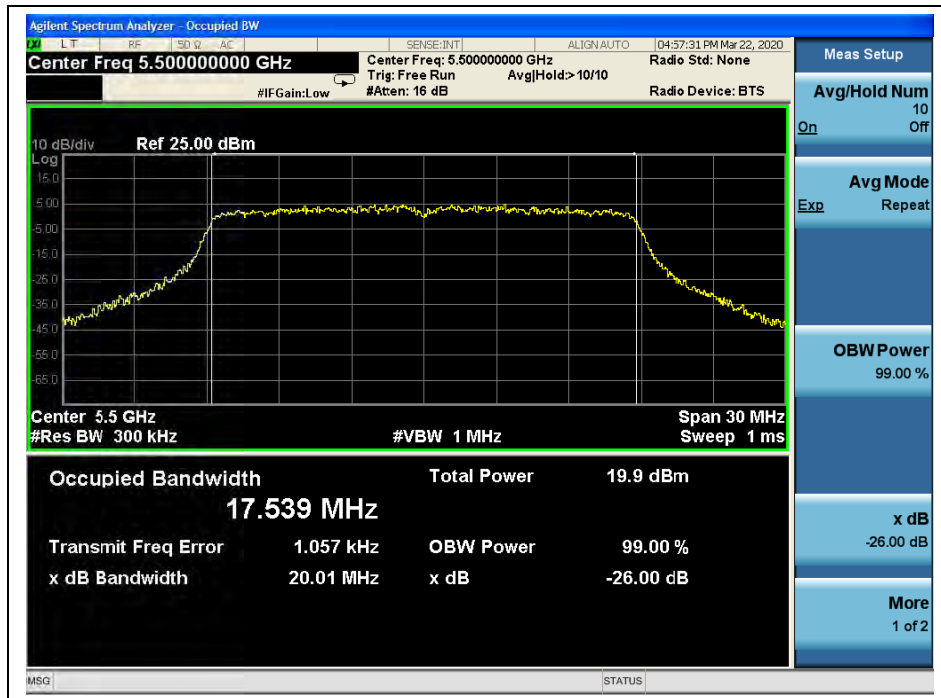 Agilent Spectrum Analyzer - Occupied BW
LXI LT RF 50 Ω AC SENSE:INT ALIGN AUTO 04:57:31 PM Mar 22, 2020
Center Freq 5.500000000 GHz
Center Freq: 5.500000000 GHz
Radio Std: None
Trig: Free Run Avg|Hold:> 10/10
#IFGain:Low #Atten: 16 dB Radio Device: BTS
10 dB/div Ref 25.00 dBm
Log
15.0
5.00
-5.00
-15.0
-25.0
-35.0
-45.0
-55.0
-65.0
Center 5.5 GHz Span 30 MHz
#Res BW 300 kHz #VBW 1 MHz Sweep 1 ms
Occupied Bandwidth Total Power 19.9 dBm
17.539 MHz
Transmit Freq Error 1.057 kHz OBW Power 99.00 %
x dB Bandwidth 20.01 MHz x dB -26.00 dB
MSG STATUS
Meas Setup
Avg/Hold Num
10
On Off
Avg Mode
Exp Repeat
OBW Power
99.00 %
x dB
-26.00 dB
More
1 of 2